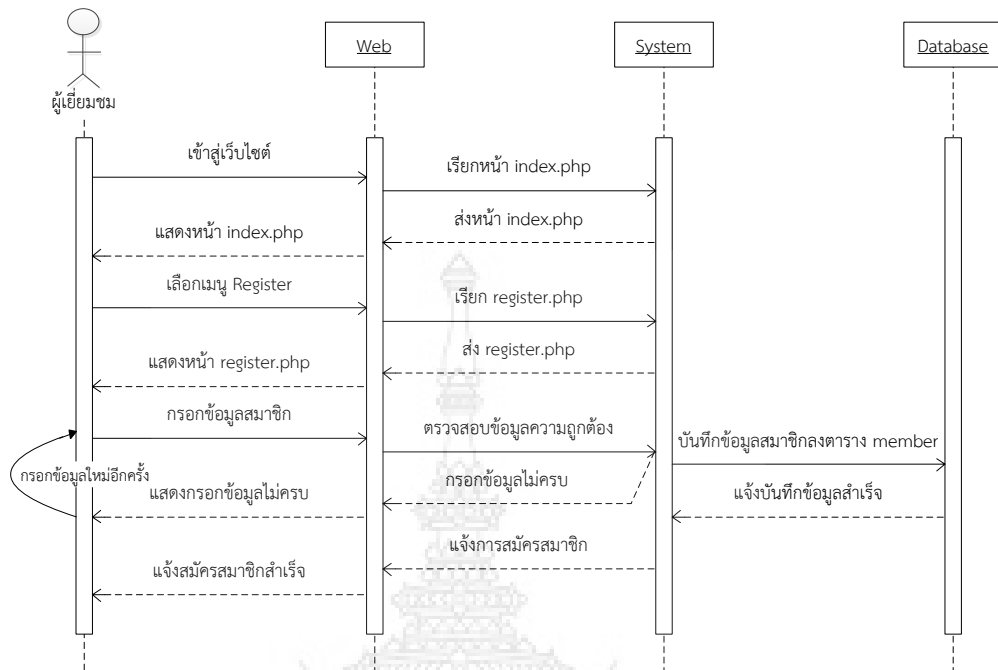 Web
System
Database
ผู้เยี่ยมชม
เข้าสู่เว็บไซต์
เรียกหน้า index.php
ส่งหน้า index.php
แสดงหน้า index.php
เลือกเมนู Register
เรียก register.php
ส่ง register.php
แสดงหน้า register.php
กรอกข้อมูลสมาชิก
ตรวจสอบข้อมูลความถูกต้อง
บันทึกข้อมูลสมาชิกลงตาราง member
กรอกข้อมูลใหม่อีกครั้ง
กรอกข้อมูลไม่ครบ
แสดงกรอกข้อมูลไม่ครบ
แจ้งบันทึกข้อมูลสำเร็จ
แจ้งการสมัครสมาชิก
แจ้งสมัครสมาชิกสำเร็จ